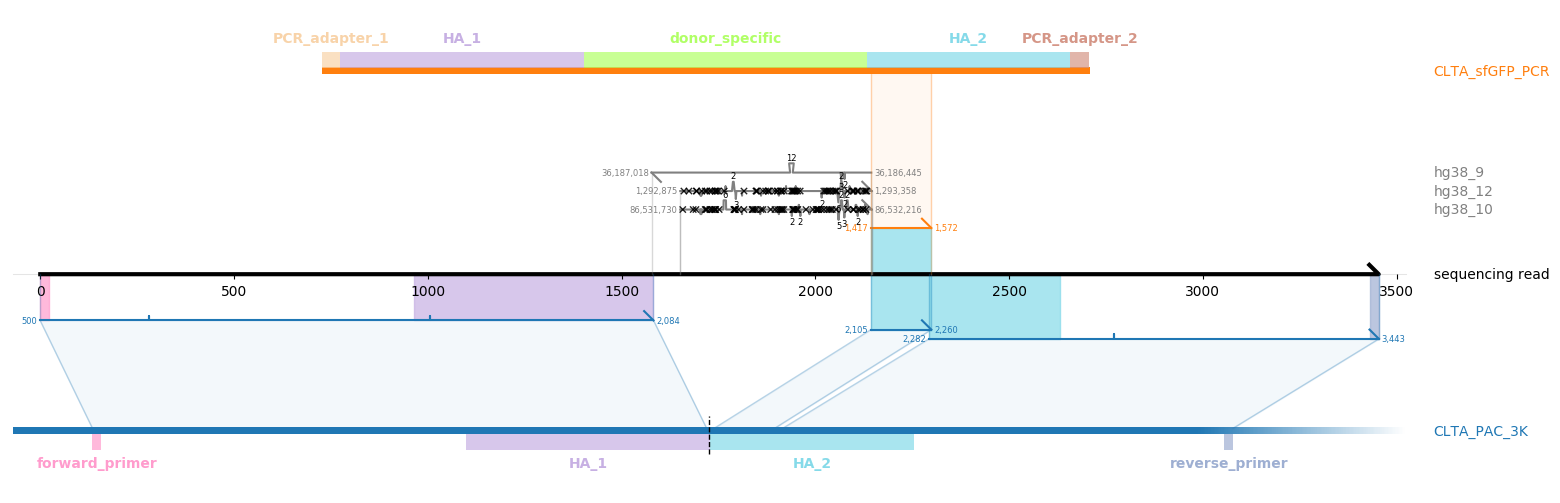 PCR_adapter_1 HA_1 donor_specific HA_2 PCR_adapter_2
CLTA_sfGFP_PCR
12
36,187,018 36,186,445 hg38_9
2 2
1,292,875 1,293,358 hg38_12
86,531,730 86,532,216 hg38_10
3 2
2 2 5 3 2
1,417 1,572
sequencing read
0 500 1000 1500 2000 2500 3000 3500
500 2,084
2,105 2,260
2,282 3,443
CLTA_PAC_3K
forward_primer HA_1 HA_2 reverse_primer